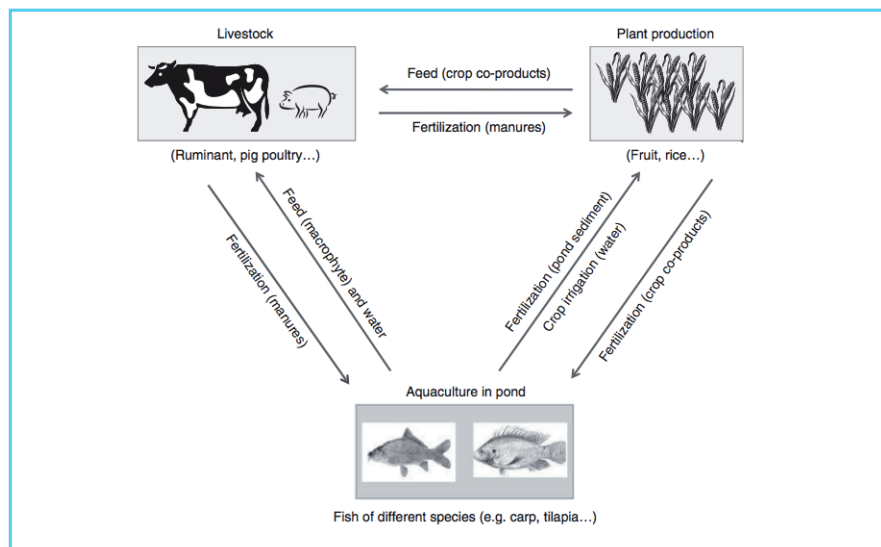 Livestock
Plant production
Feed (crop co-products)
Fertilization (manures)
(Ruminant, pig poultry…)
(Fruit, rice…)
Fertilization (manures)
Feed (macrophyte) and water
Fertilization (pond sediment)
Crop irrigation (water)
Fertilization (crop co-products)
Aquaculture in pond
Fish of different species (e.g. carp, tilapia…)